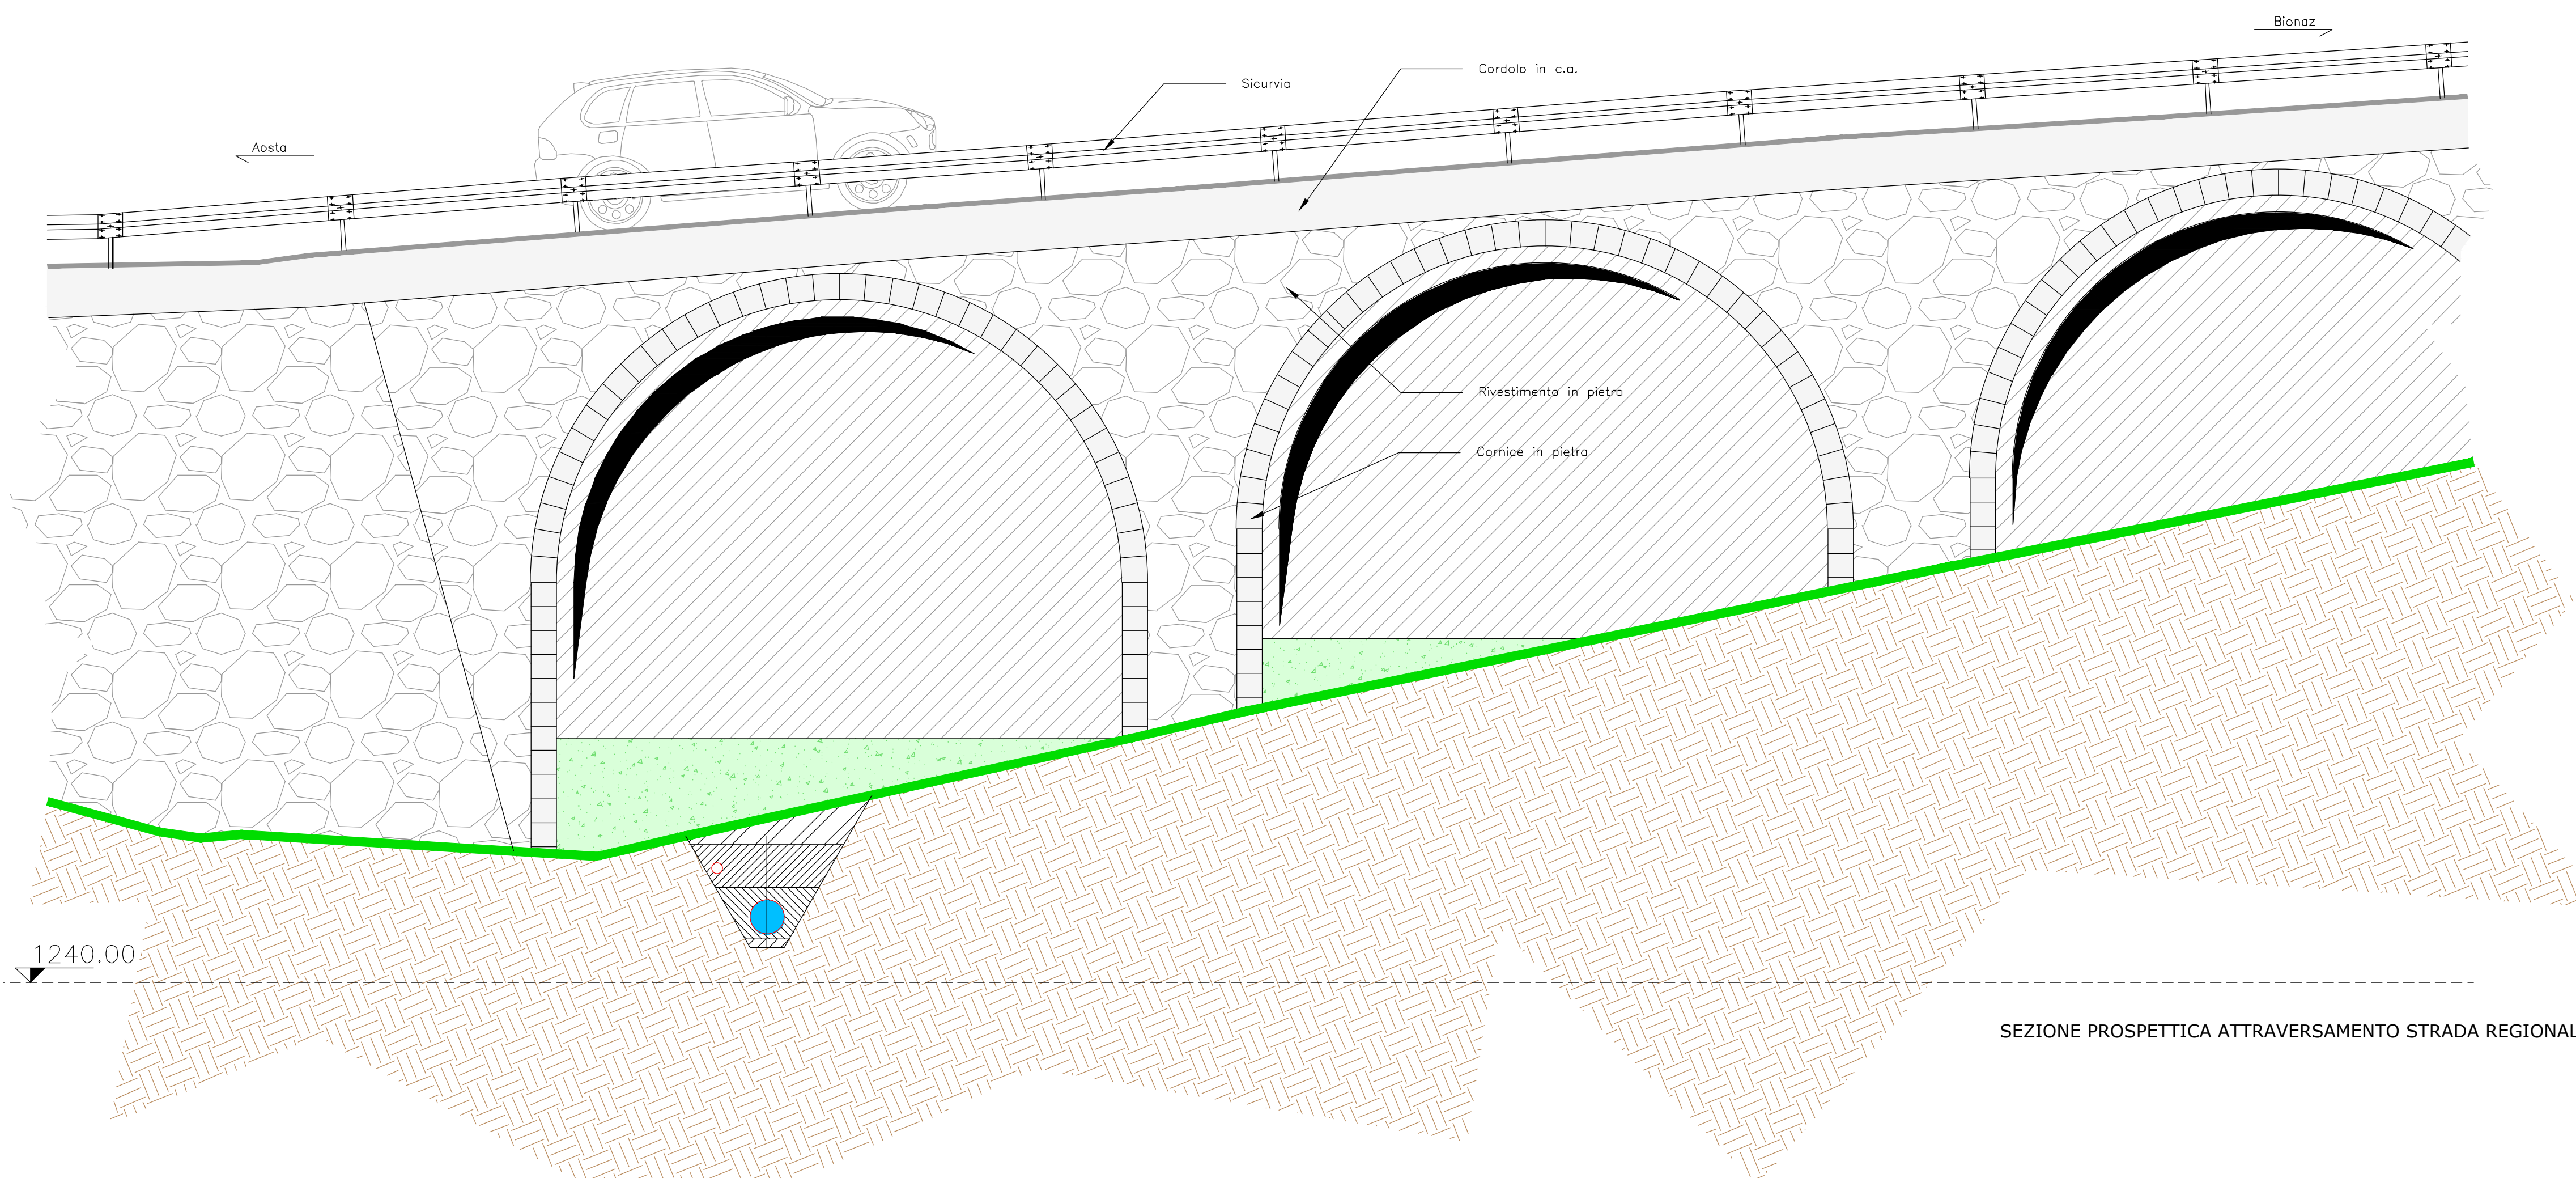 Bionaz
Cordolo in c.a.
Sicurvia
Aosta
Rivestimento in pietra
Cornice in pietra
1240.00
SEZIONE PROSPETTICA ATTRAVERSAMENTO STRADA REGIONAL